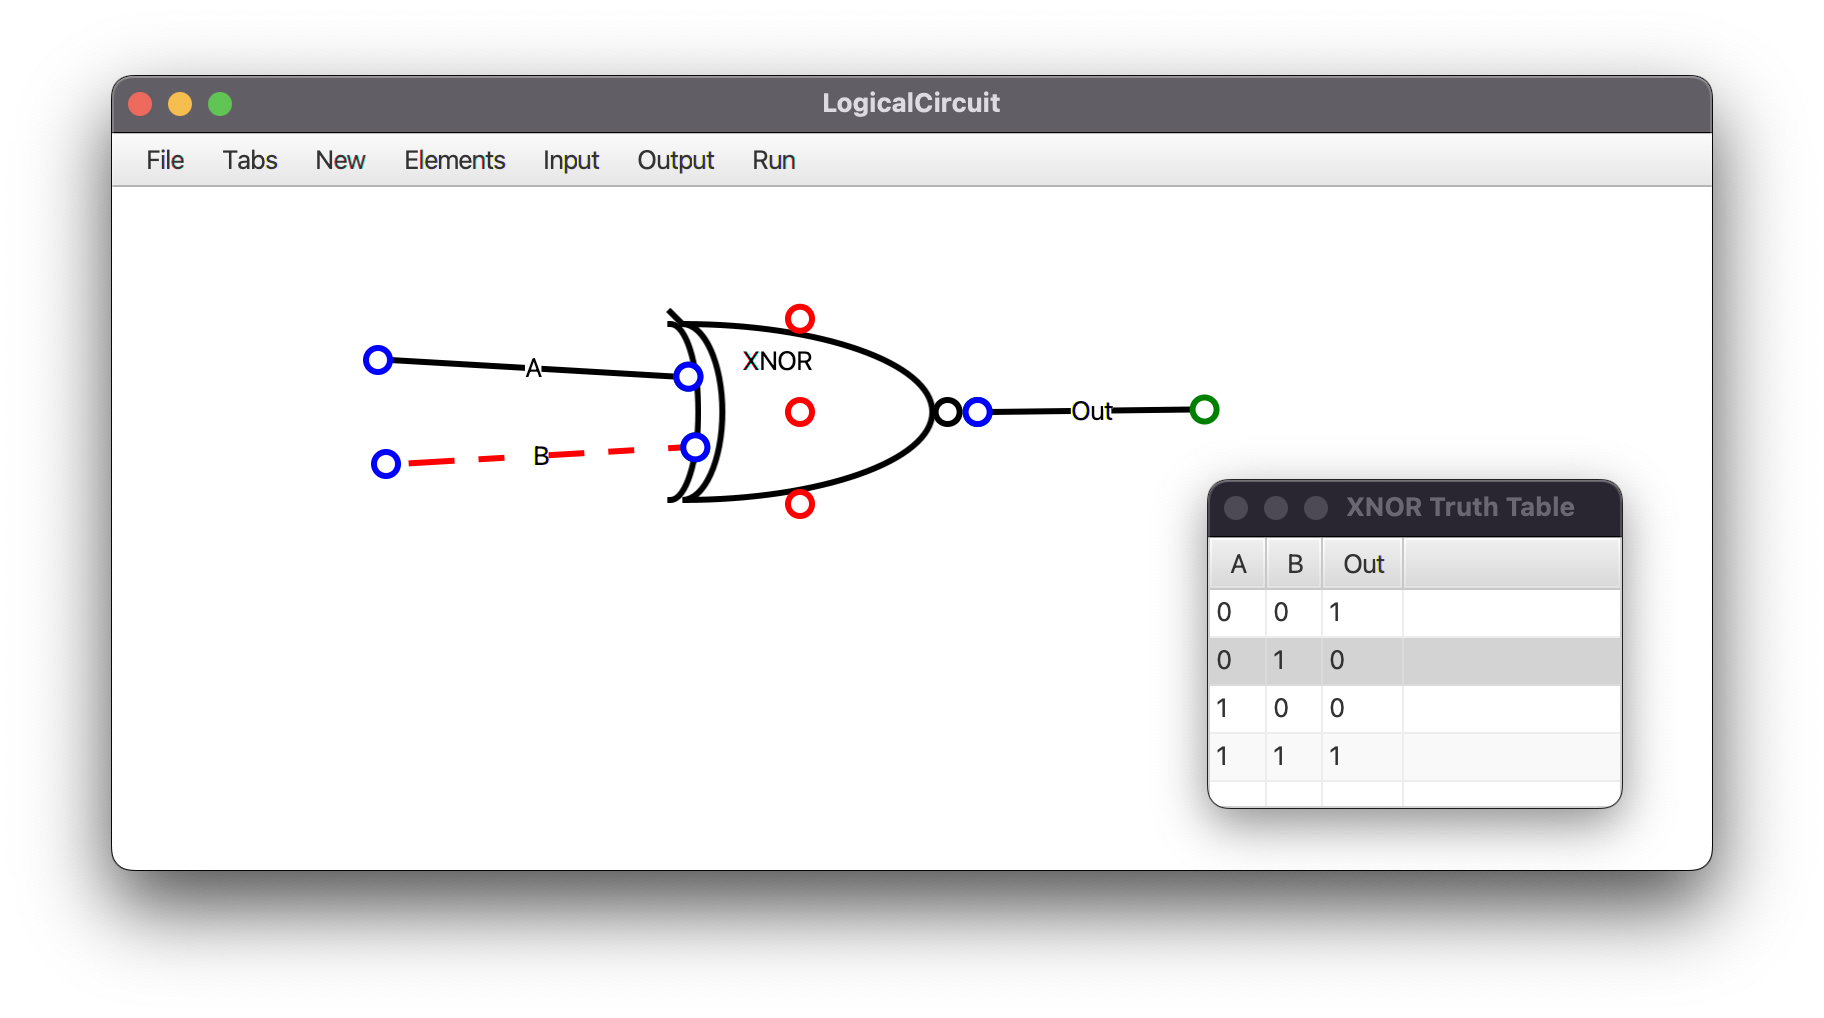 LogicalCircuit
File Tabs New Elements Input Output Run
XNOR
A
B
Out
XNOR Truth Table
A B Out
0 0 1
0 1 0
1 0 0
1 1 1